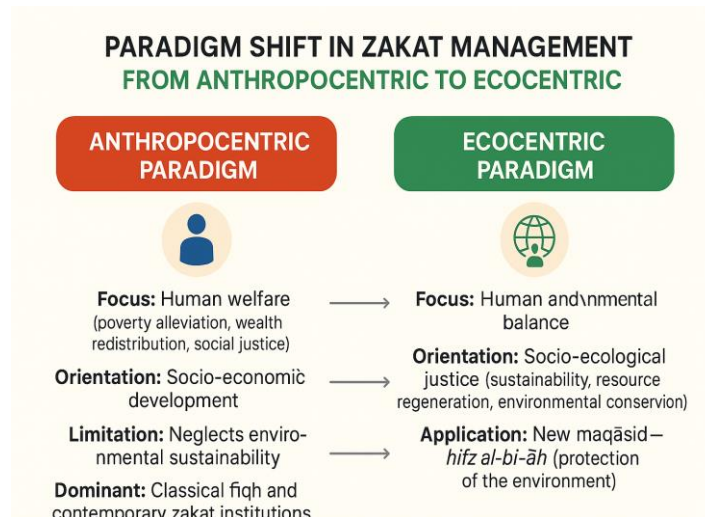 PARADIGM SHIFT IN ZAKAT MANAGEMENT
FROM ANTHROPOCENTRIC TO ECOCENTRIC
ANTHROPOCENTRIC
PARADIGM
Focus: Human welfare
(poverty alleviation, wealth
redistribution, social justice)
Orientation: Socio-economic
development
Limitation: Neglects enviro-
nmental sustainability
Dominant: Classical fiqh and
contemporary zakat institutions
ECOCENTRIC
PARADIGM
Focus: Human and\nmental
balance
Orientation: Socio-ecological
justice (sustainability, resource
regeneration, environmental conservion)
Application: New maqāsid—
hifz al-bi-āh (protection
of the environment)